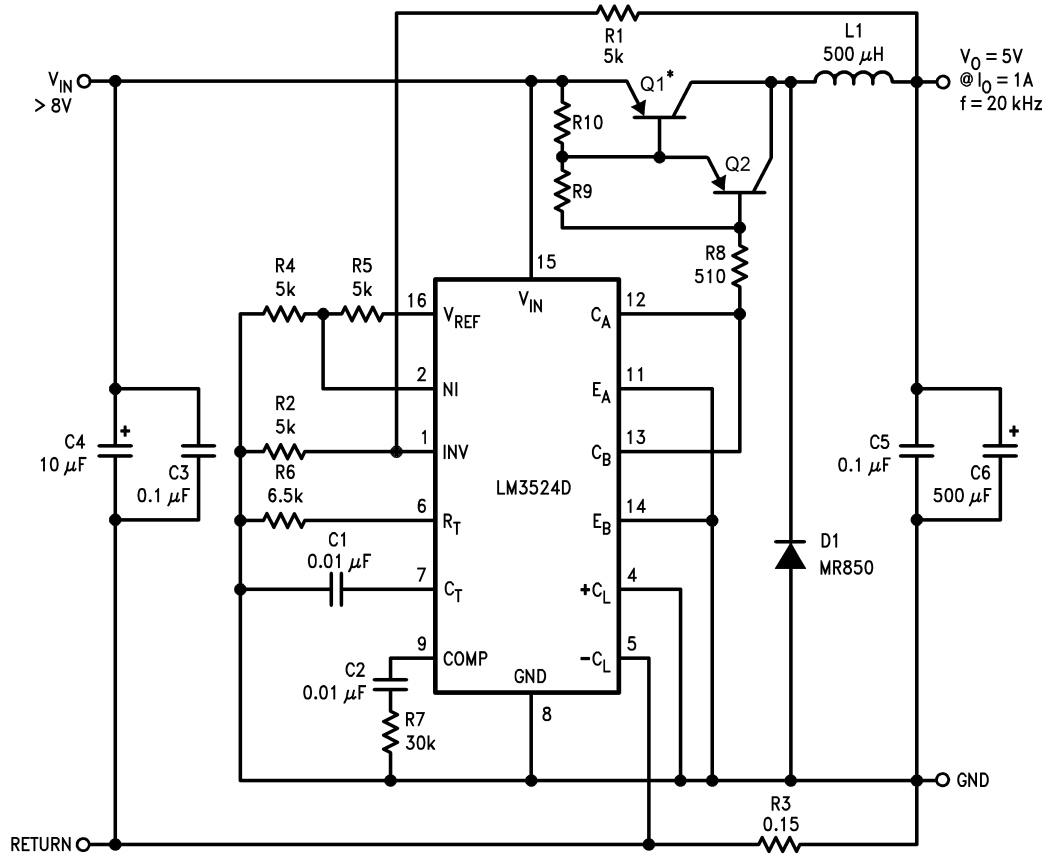 R1
5k
L1
500 μH
V_IN
> 8V
V_O = 5V
@ I_O = 1A
f = 20 kHz
Q1*
R10
Q2
R9
R8
510
15
R4
5k
R5
5k
16
V_REF
V_IN
12
C_A
2
NI
11
E_A
R2
5k
1
INV
13
C_B
C4
+
10 μF
C3
0.1 μF
R6
6.5k
LM3524D
C5
0.1 μF
+
C6
500 μF
6
R_T
14
E_B
C1
0.01 μF
7
C_T
4
+C_L
D1
MR850
9
COMP
5
–C_L
C2
0.01 μF
GND
8
R7
30k
GND
R3
0.15
RETURN